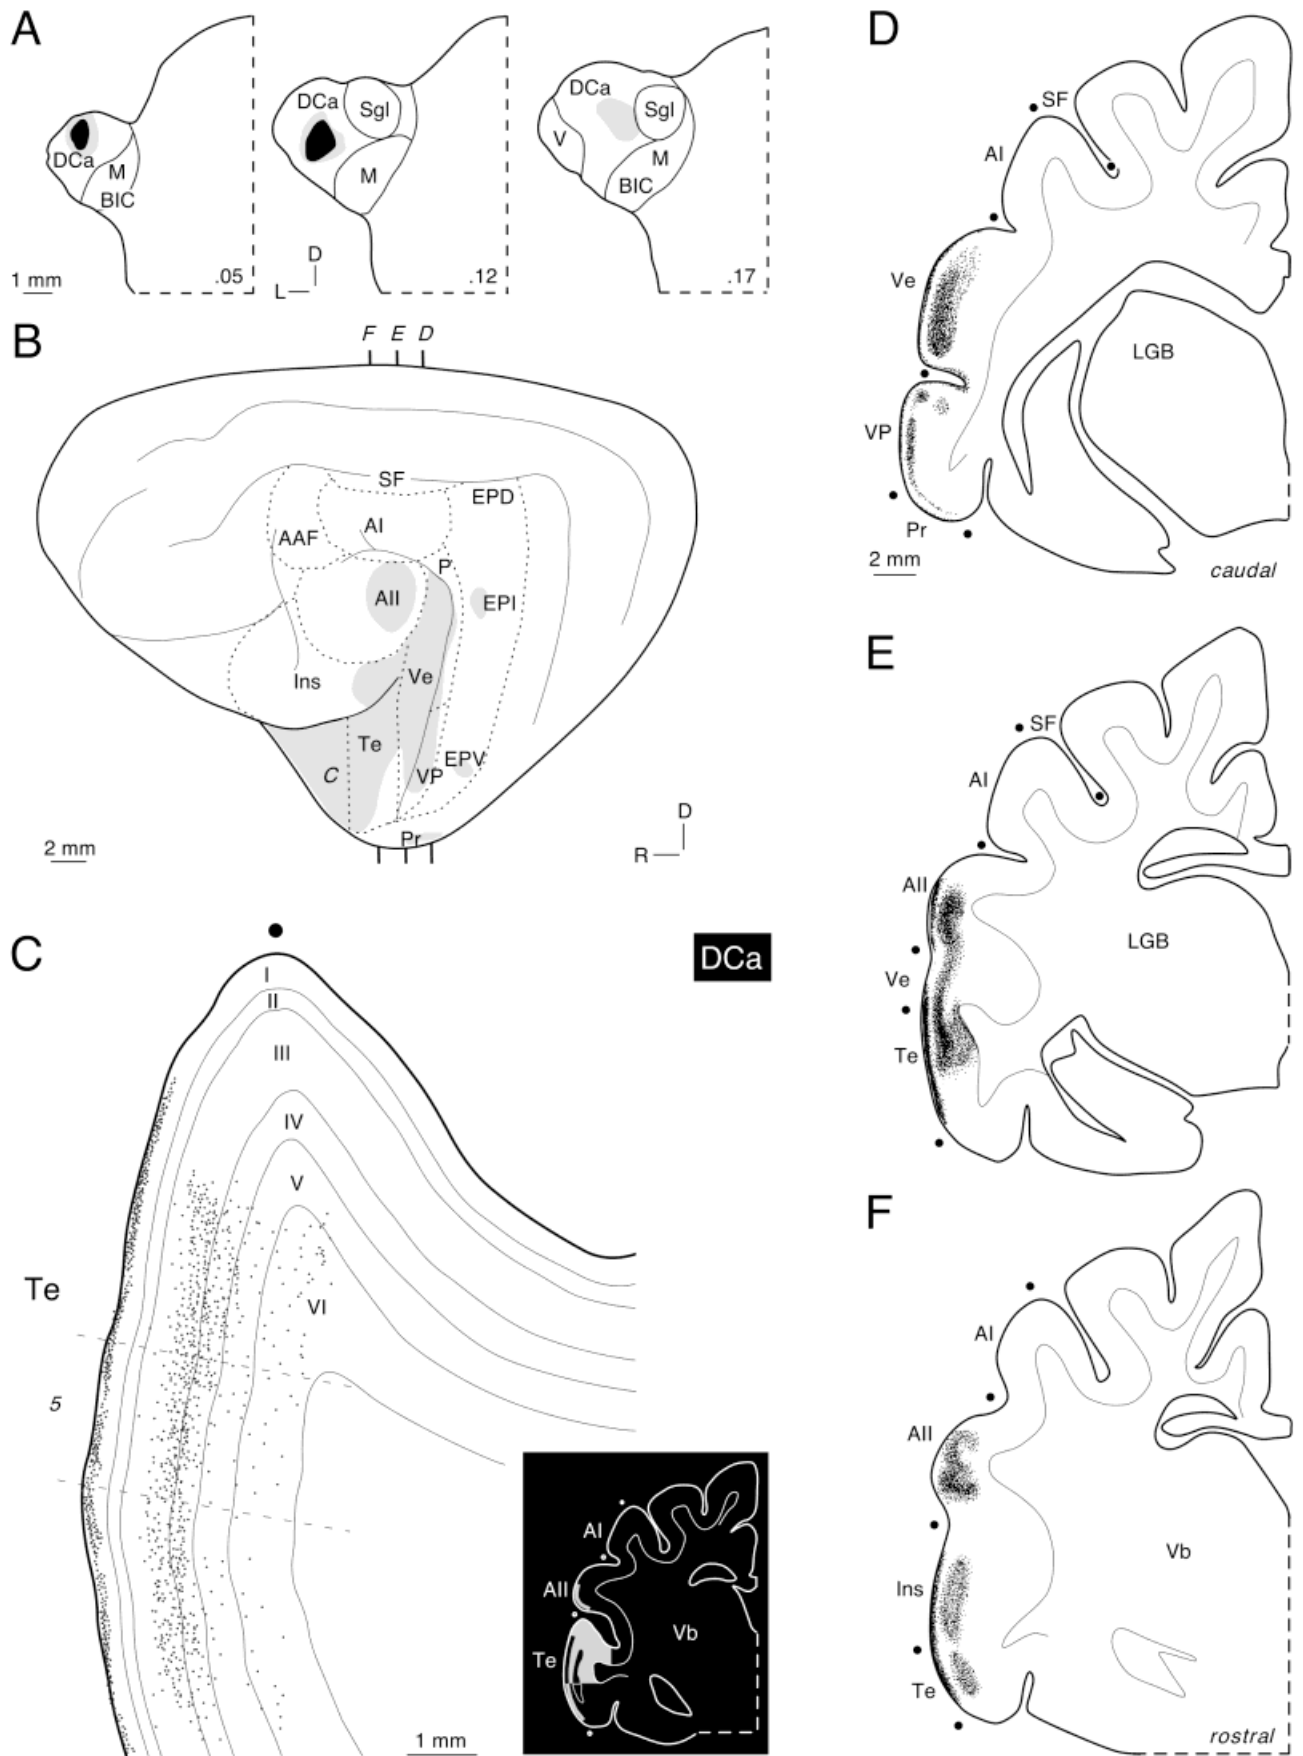 A
DCa
M
BIC
.05
1 mm
DCa
Sgl
M
.12
D
L
DCa
Sgl
V
M
BIC
.17
B
F E D
SF
EPD
AAF
AI
P
AII
EPI
Ins
Ve
Te
C
VP
EPV
Pr
2 mm
D
R
C
DCa
I
II
III
IV
V
VI
Te
5
1 mm
AI
AII
Te
Vb
D
SF
AI
Ve
LGB
VP
Pr
2 mm
caudal
E
SF
AI
AII
LGB
Ve
Te
F
AI
AII
Vb
Ins
Te
rostral